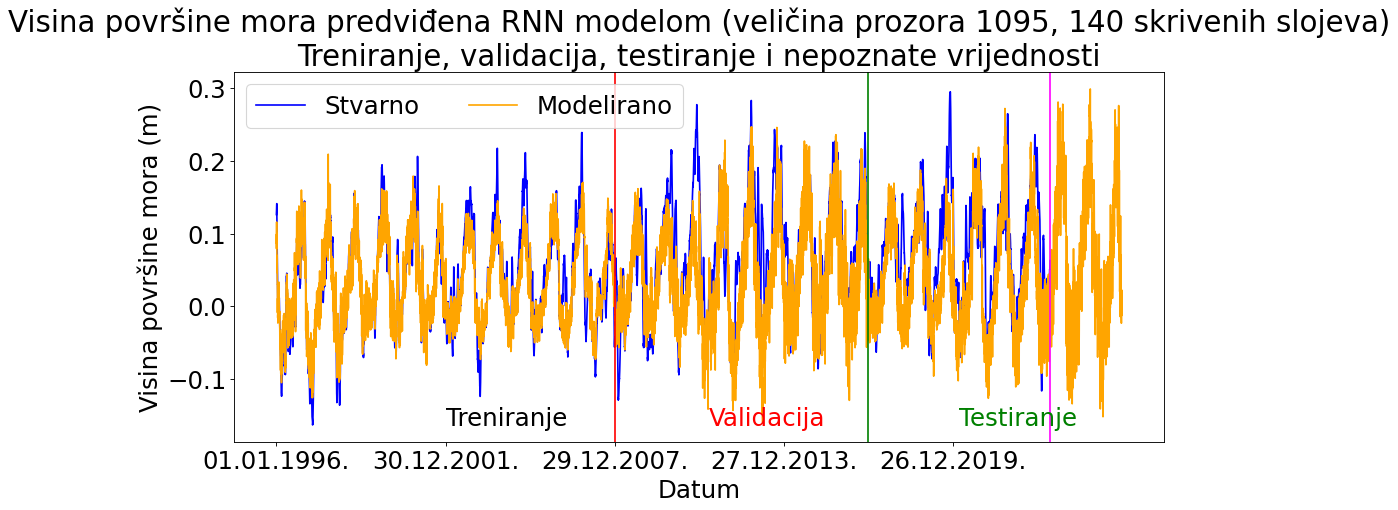 Visina površine mora predviđena RNN modelom (veličina prozora 1095, 140 skrivenih slojeva)
Treniranje, validacija, testiranje i nepoznate vrijednosti
Stvarno Modelirano
Visina površine mora (m)
0.3
0.2
0.1
0.0
−0.1
Treniranje Validacija Testiranje
01.01.1996. 30.12.2001. 29.12.2007. 27.12.2013. 26.12.2019.
Datum